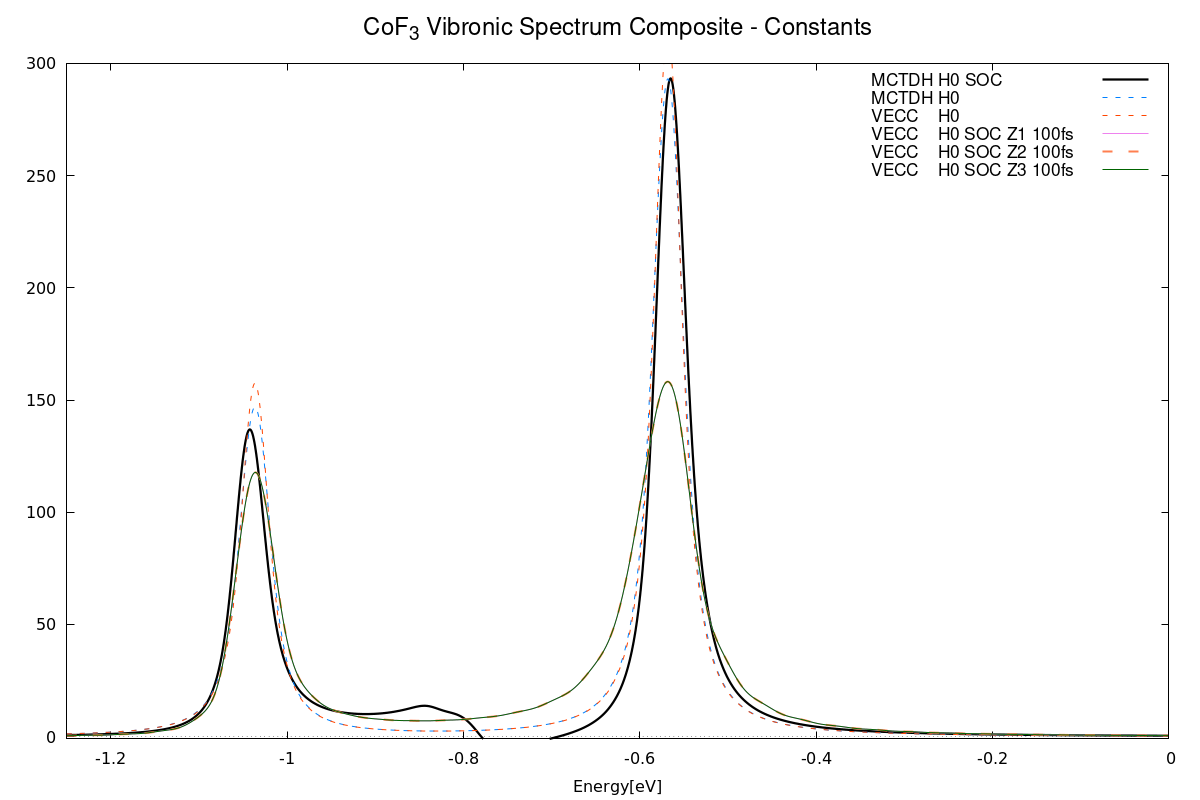 CoF3 Vibronic Spectrum Composite - Constants
300
250
200
150
100
50
0
MCTDH H0 SOC
MCTDH H0
VECC H0
VECC H0 SOC Z1 100fs
VECC H0 SOC Z2 100fs
VECC H0 SOC Z3 100fs
-1.2 -1 -0.8 -0.6 -0.4 -0.2 0
Energy[eV]